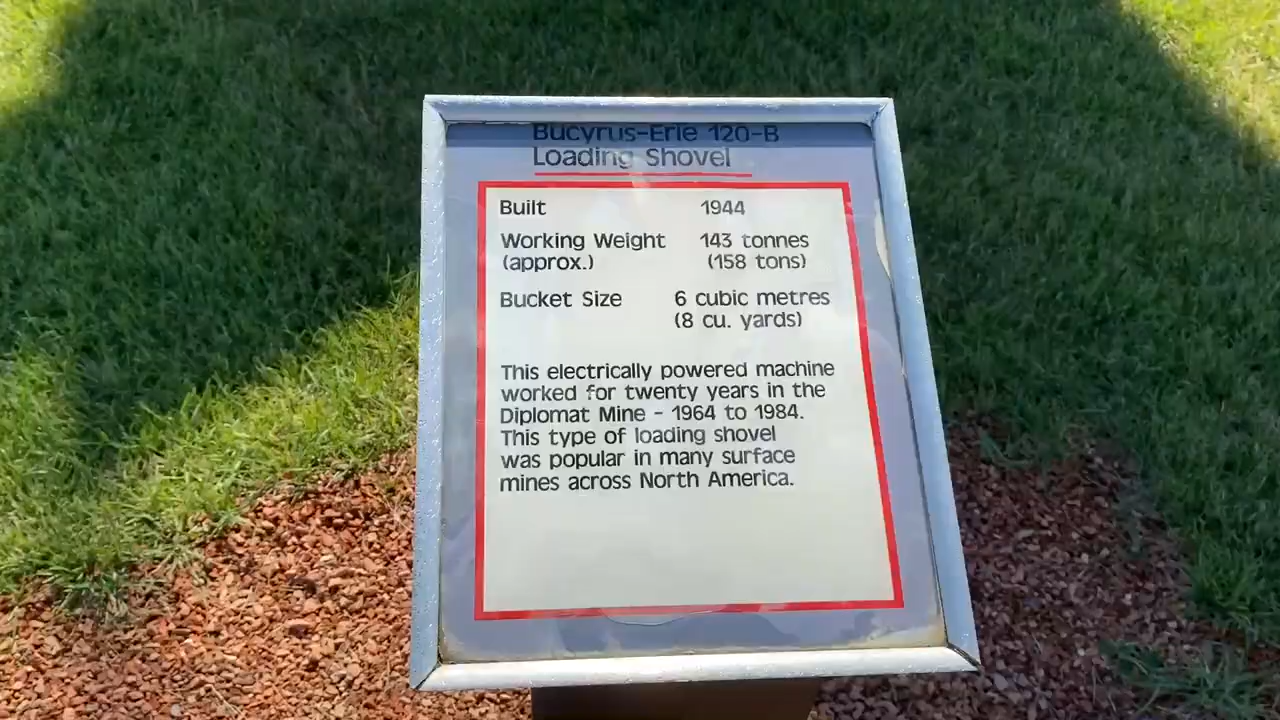 Bucyrus-Erie 120-B
Loading Shovel
Built 1944
Working Weight 143 tonnes
(approx.) (158 tons)
Bucket Size 6 cubic metres
(8 cu. yards)
This electrically powered machine
worked for twenty years in the
Diplomat Mine - 1964 to 1984.
This type of loading shovel
was popular in many surface
mines across North America.